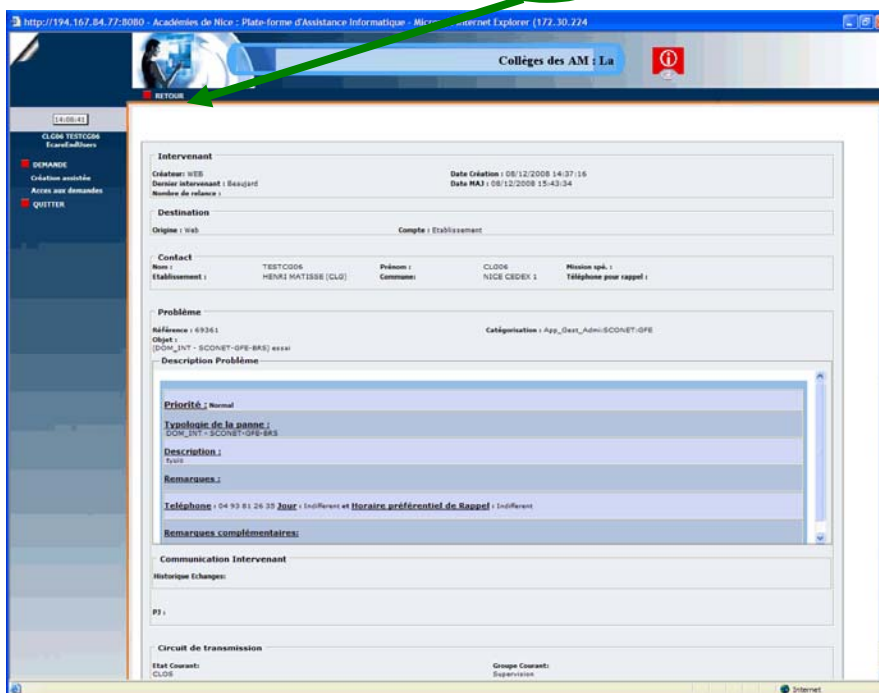 http://194.167.84.77:8080 - Académies de Nice : Plate-forme d'Assistance Informatique - Microsoft Internet Explorer (172.30.224
Collèges des AM : La
RETOUR
14:08:41
CLG06 TESTCG06
EcareEndUsers
DEMANDE
Création assistée
Acces aux demandes
QUITTER
Intervenant
Créateur: WEB Date Création : 08/12/2008 14:37:16
Dernier intervenant : Beaujard Date MAJ : 08/12/2008 15:43:34
Nombre de relance :
Destination
Origine : Web Compte : Etablissement
Contact
Nom : TESTCG06 Prénom : CLG06 Mission spé. :
Etablissement : HENRI MATISSE (CLG) Commune: NICE CEDEX 1 Téléphone pour rappel :
Problème
Référence : 69361 Catégorisation : App_Gest_Admi:SCONET:GFE
Objet :
[DOM_INT - SCONET-GFE-BRS] essai
Description Problème
Priorité : Normal
Typologie de la panne :
DOM_INT - SCONET-GFE-BRS
Description :
Remarques :
Teléphone : 04 93 81 26 35 Jour : Indifferent et Horaire préférentiel de Rappel : Indifferent
Remarques complémentaires:
Communication Intervenant
Historique Echanges:
PJ :
Circuit de transmission
Etat Courant: Groupe Courant:
CLOS Supervision
Internet